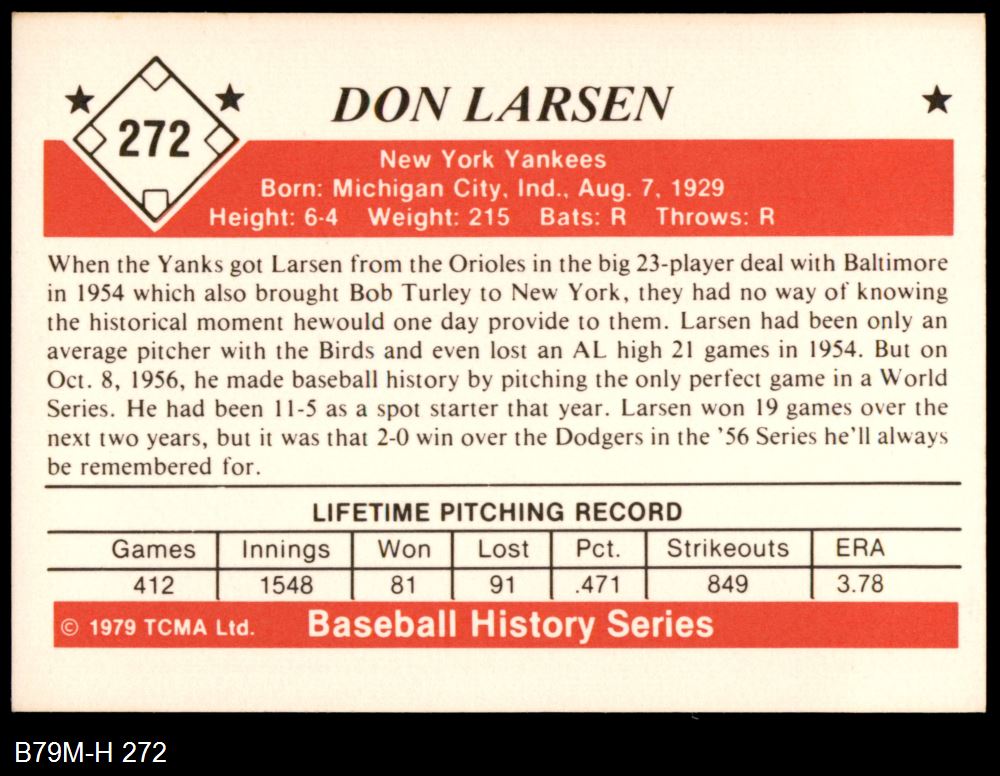 272
DON LARSEN
New York Yankees
Born: Michigan City, Ind., Aug. 7, 1929
Height: 6-4 Weight: 215 Bats: R Throws: R
When the Yanks got Larsen from the Orioles in the big 23-player deal with Baltimore
in 1954 which also brought Bob Turley to New York, they had no way of knowing
the historical moment hewould one day provide to them. Larsen had been only an
average pitcher with the Birds and even lost an AL high 21 games in 1954. But on
Oct. 8, 1956, he made baseball history by pitching the only perfect game in a World
Series. He had been 11-5 as a spot starter that year. Larsen won 19 games over the
next two years, but it was that 2-0 win over the Dodgers in the '56 Series he'll always
be remembered for.
LIFETIME PITCHING RECORD
Games Innings Won Lost Pct. Strikeouts ERA
412 1548 81 91 .471 849 3.78
© 1979 TCMA Ltd. Baseball History Series
B79M-H 272